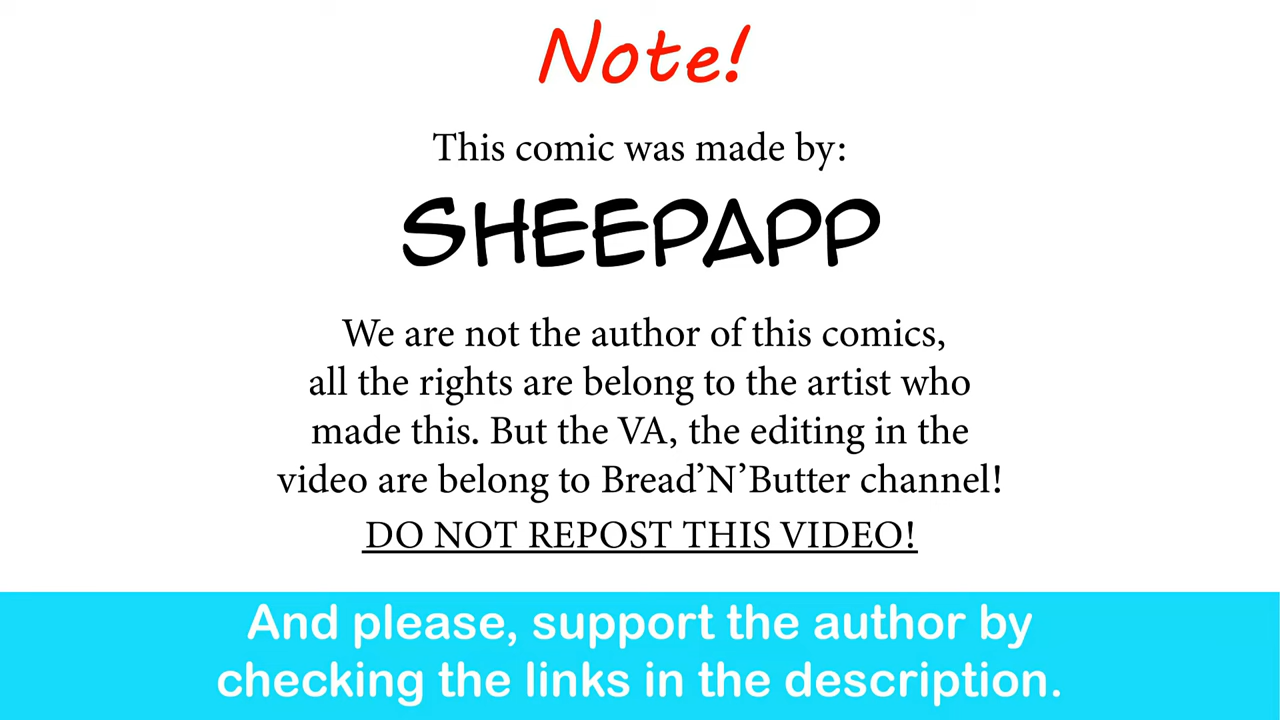 Note!
This comic was made by:
SHEEPAPP
We are not the author of this comics,
all the rights are belong to the artist who
made this. But the VA, the editing in the
video are belong to Bread’N’Butter channel!
DO NOT REPOST THIS VIDEO!
And please, support the author by
checking the links in the description.